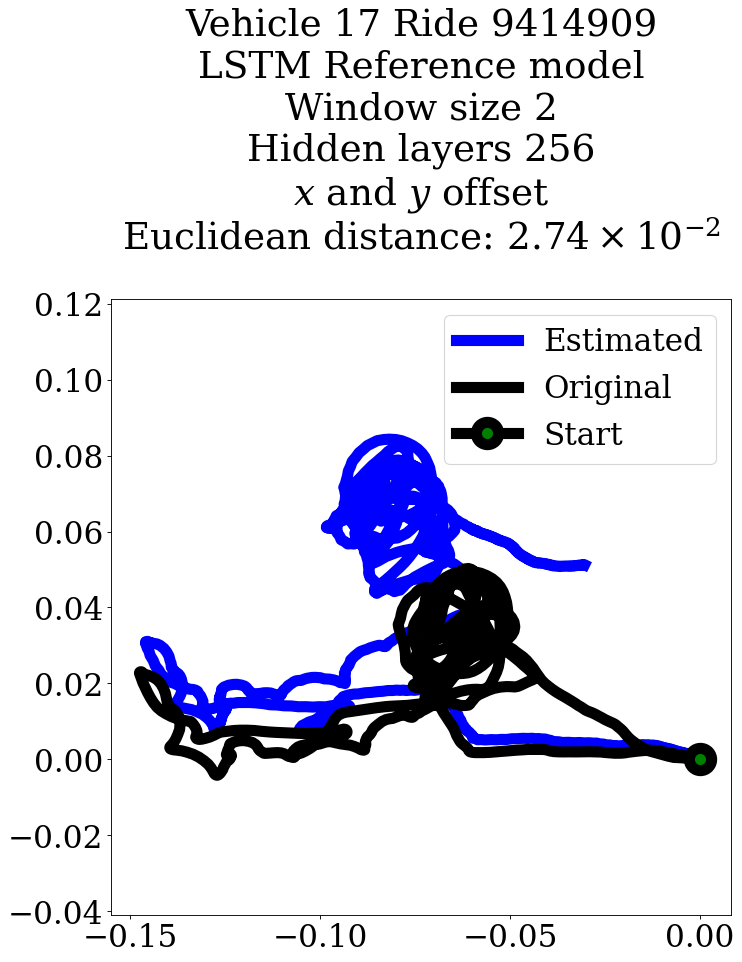 Vehicle 17 Ride 9414909
LSTM Reference model
Window size 2
Hidden layers 256
x and y offset
Euclidean distance: 2.74 × 10⁻²
Estimated
Original
Start
0.12
0.10
0.08
0.06
0.04
0.02
0.00
−0.02
−0.04
−0.15 −0.10 −0.05 0.00